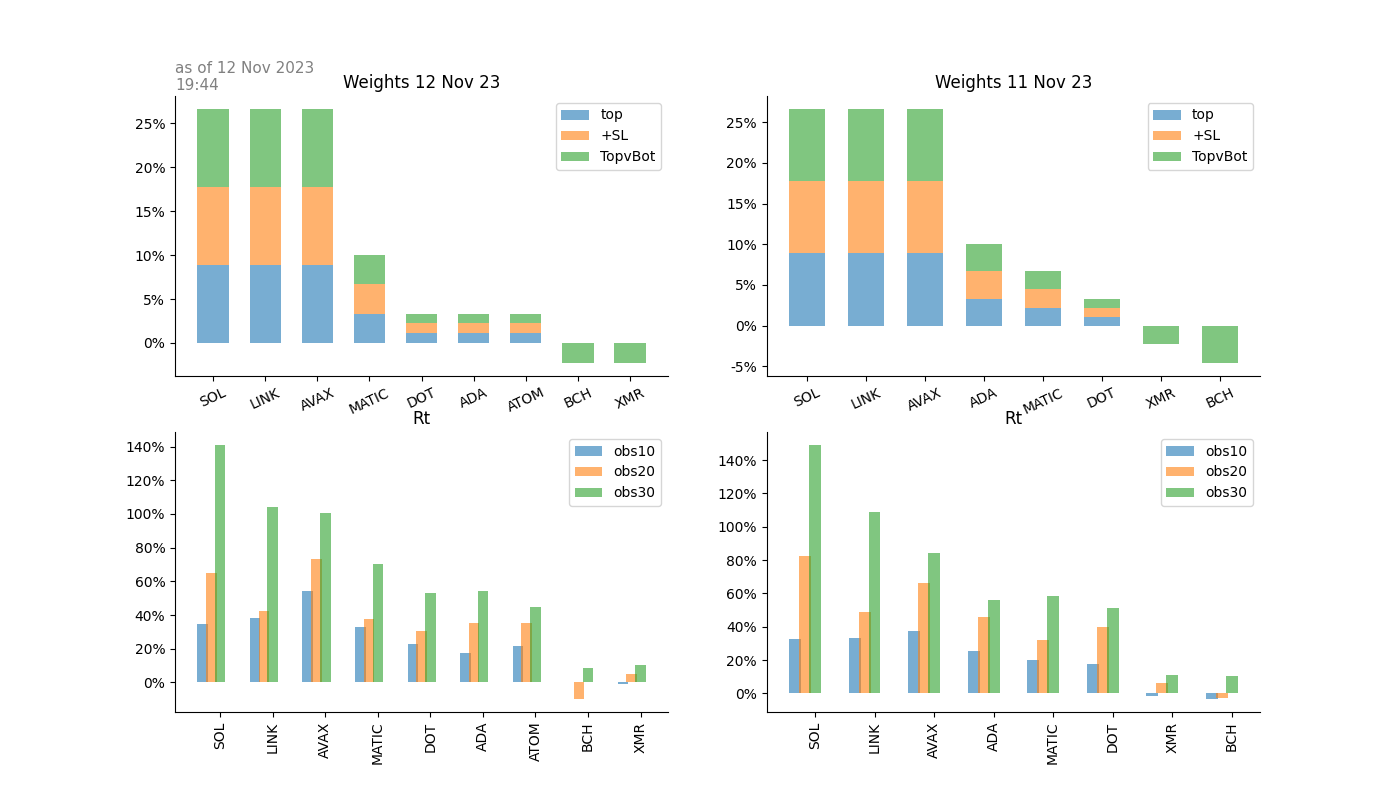 as of 12 Nov 2023
19:44
Weights 12 Nov 23
25%
20%
15%
10%
5%
0%
top
+SL
TopvBot
SOL LINK AVAX MATIC DOT ADA ATOM BCH XMR
Weights 11 Nov 23
25%
20%
15%
10%
5%
0%
-5%
top
+SL
TopvBot
SOL LINK AVAX ADA MATIC DOT XMR BCH
Rt
140%
120%
100%
80%
60%
40%
20%
0%
obs10
obs20
obs30
SOL LINK AVAX MATIC DOT ADA ATOM BCH XMR
Rt
140%
120%
100%
80%
60%
40%
20%
0%
obs10
obs20
obs30
SOL LINK AVAX ADA MATIC DOT XMR BCH